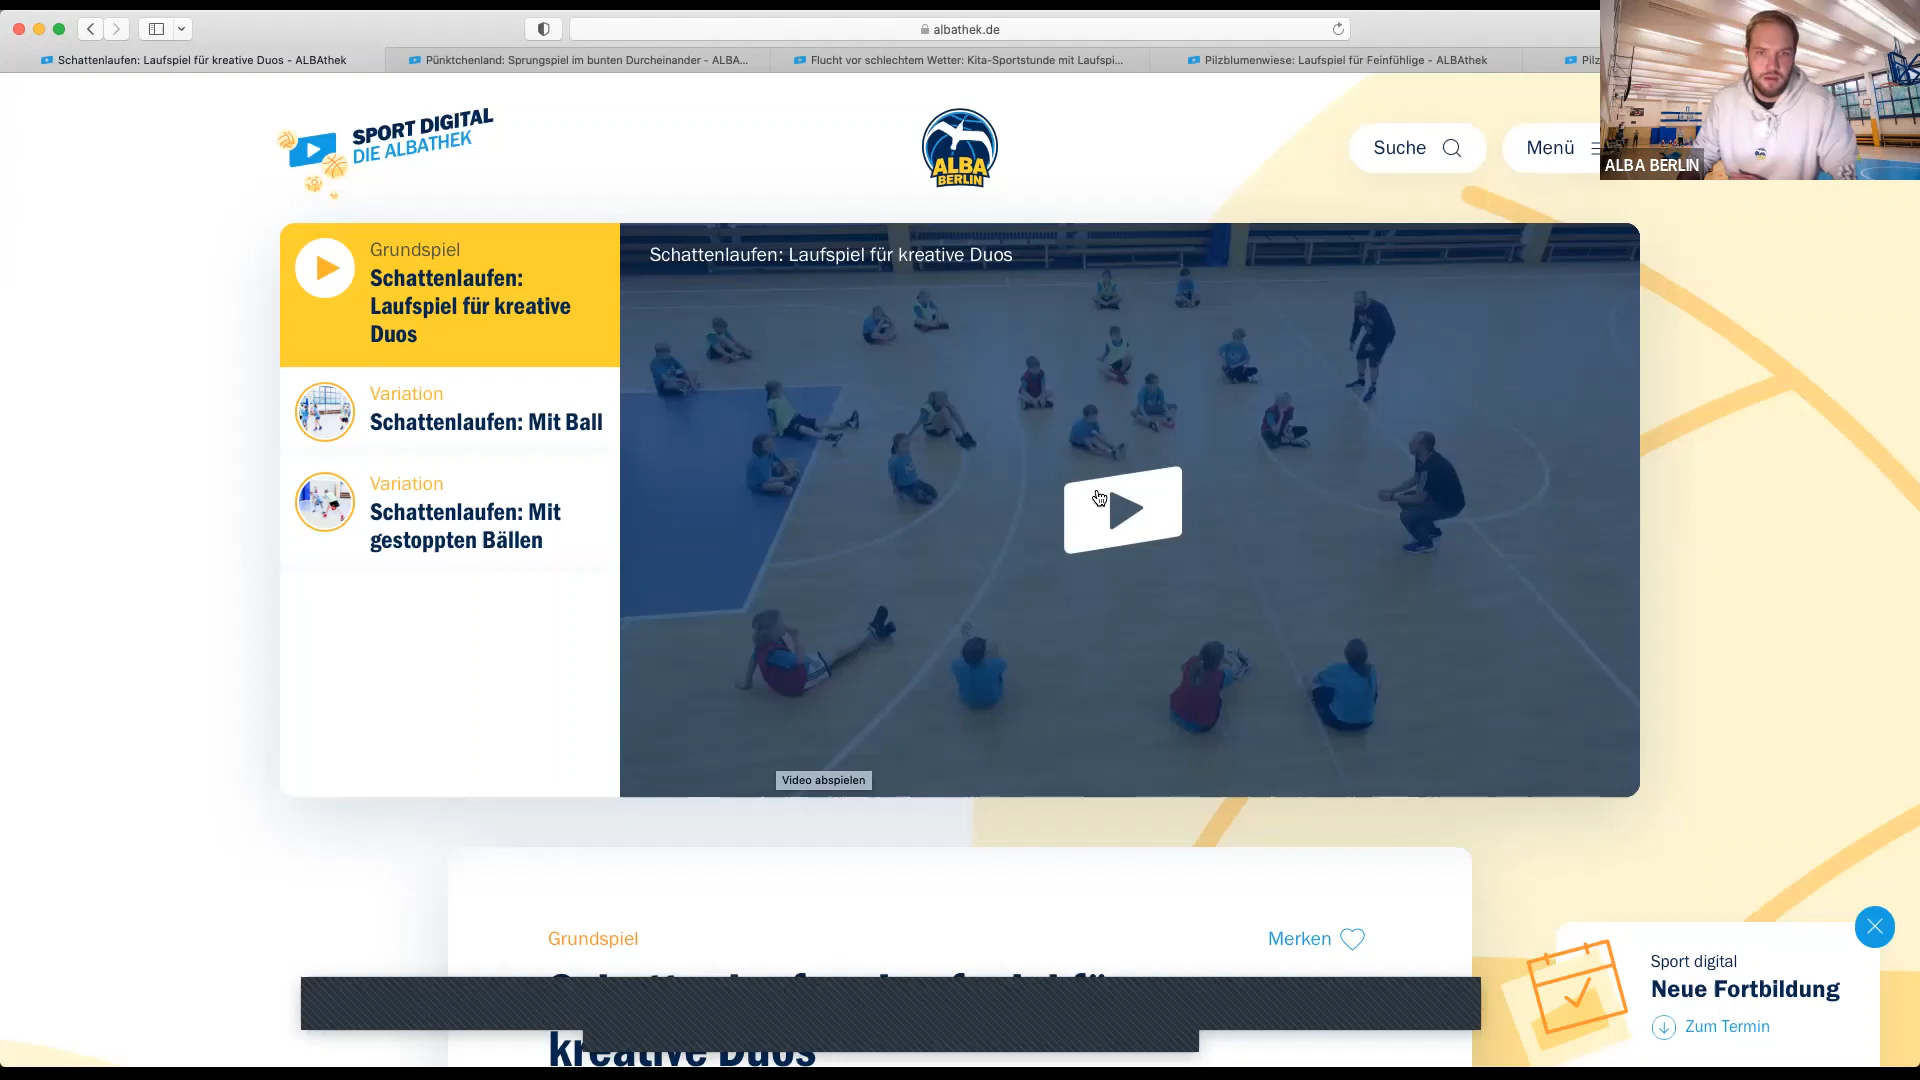 albathek.de
Schattenlaufen: Laufspiel für kreative Duos - ALBAthek
Pünktchenland: Sprungspiel im bunten Durcheinander - ALBA...
Flucht vor schlechtem Wetter: Kita-Sportstunde mit Laufspi...
Pilzblumenwiese: Laufspiel für Feinfühlige - ALBAthek
SPORT DIGITAL
DIE ALBATHEK
ALBA
BERLIN
Suche
Menü
ALBA BERLIN
Grundspiel
Schattenlaufen:
Laufspiel für kreative
Duos
Variation
Schattenlaufen: Mit Ball
Variation
Schattenlaufen: Mit
gestoppten Bällen
Schattenlaufen: Laufspiel für kreative Duos
Video abspielen
Grundspiel
Merken
kreative Duos
Sport digital
Neue Fortbildung
Zum Termin